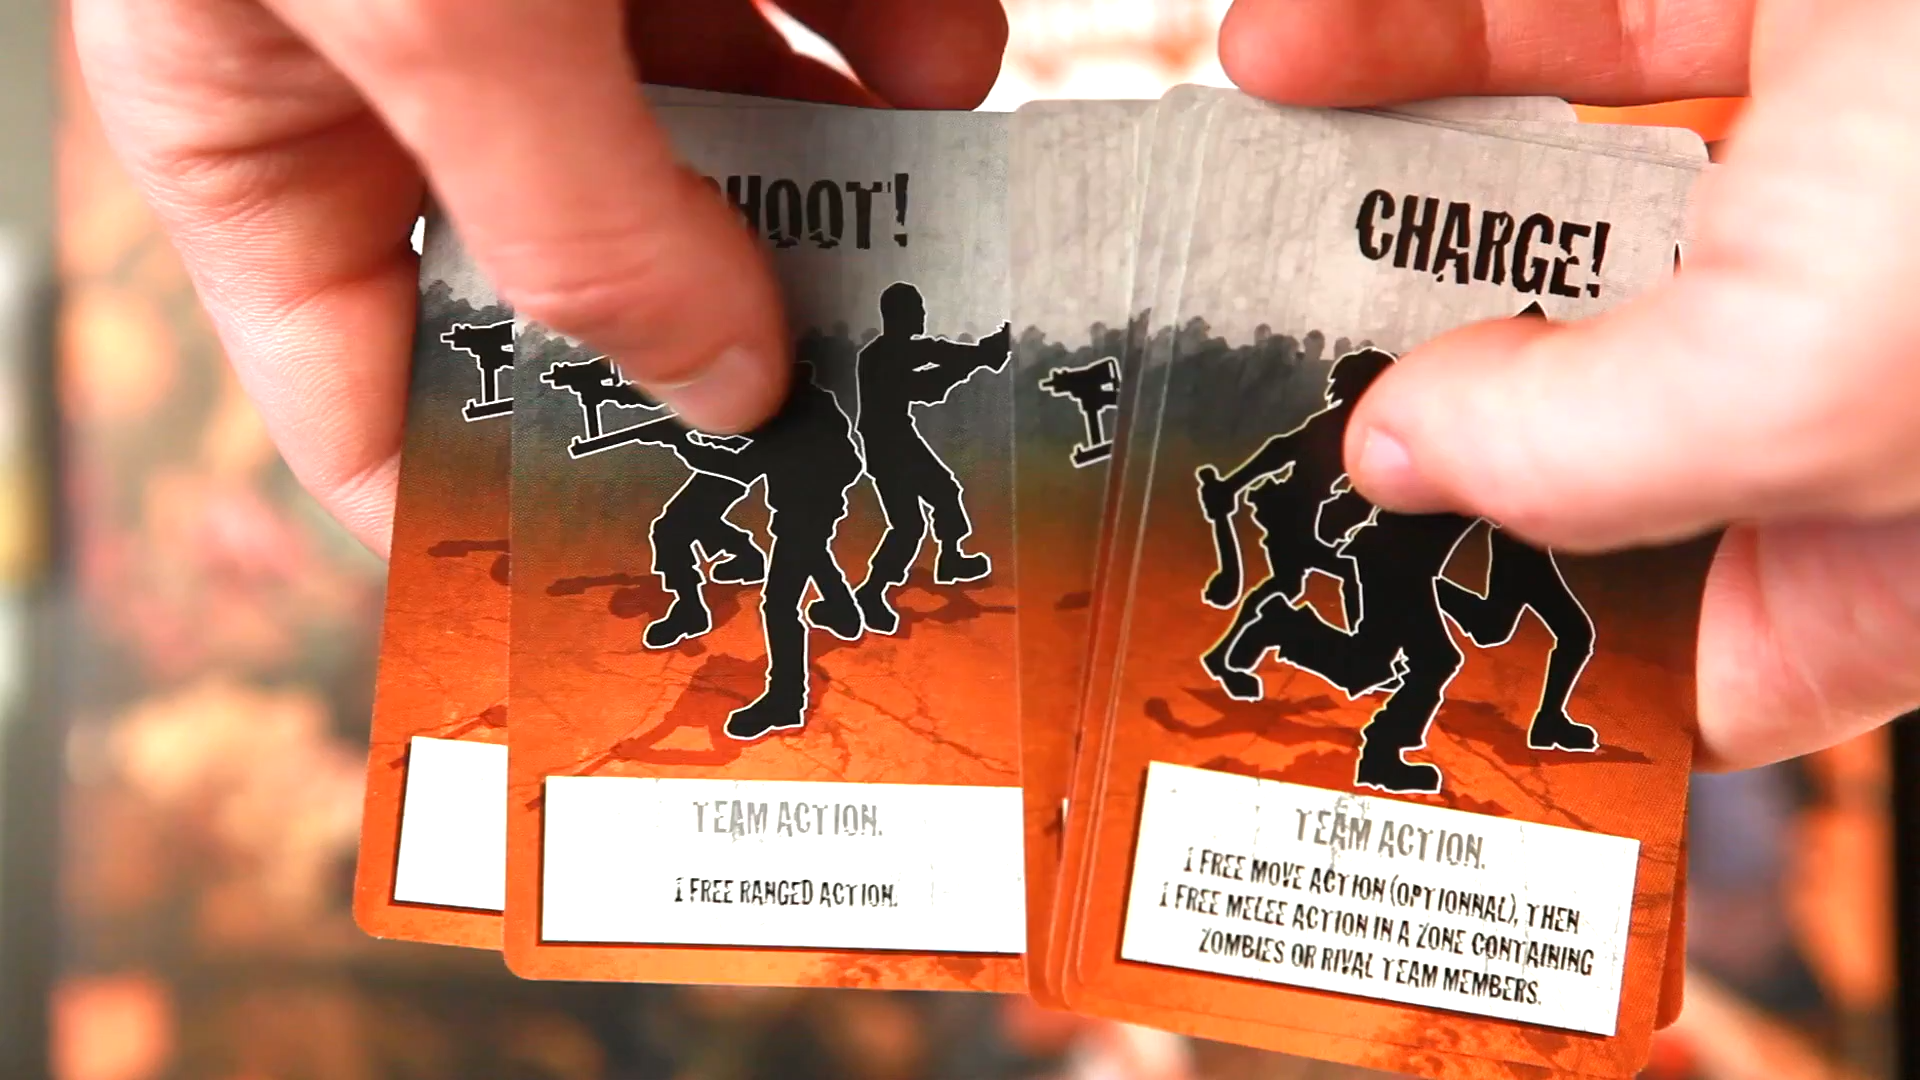 HOOT!
TEAM ACTION.
1 FREE RANGED ACTION.
CHARGE!
TEAM ACTION.
1 FREE MOVE ACTION (OPTIONNAL), THEN
1 FREE MELEE ACTION IN A ZONE CONTAINING
ZOMBIES OR RIVAL TEAM MEMBERS.